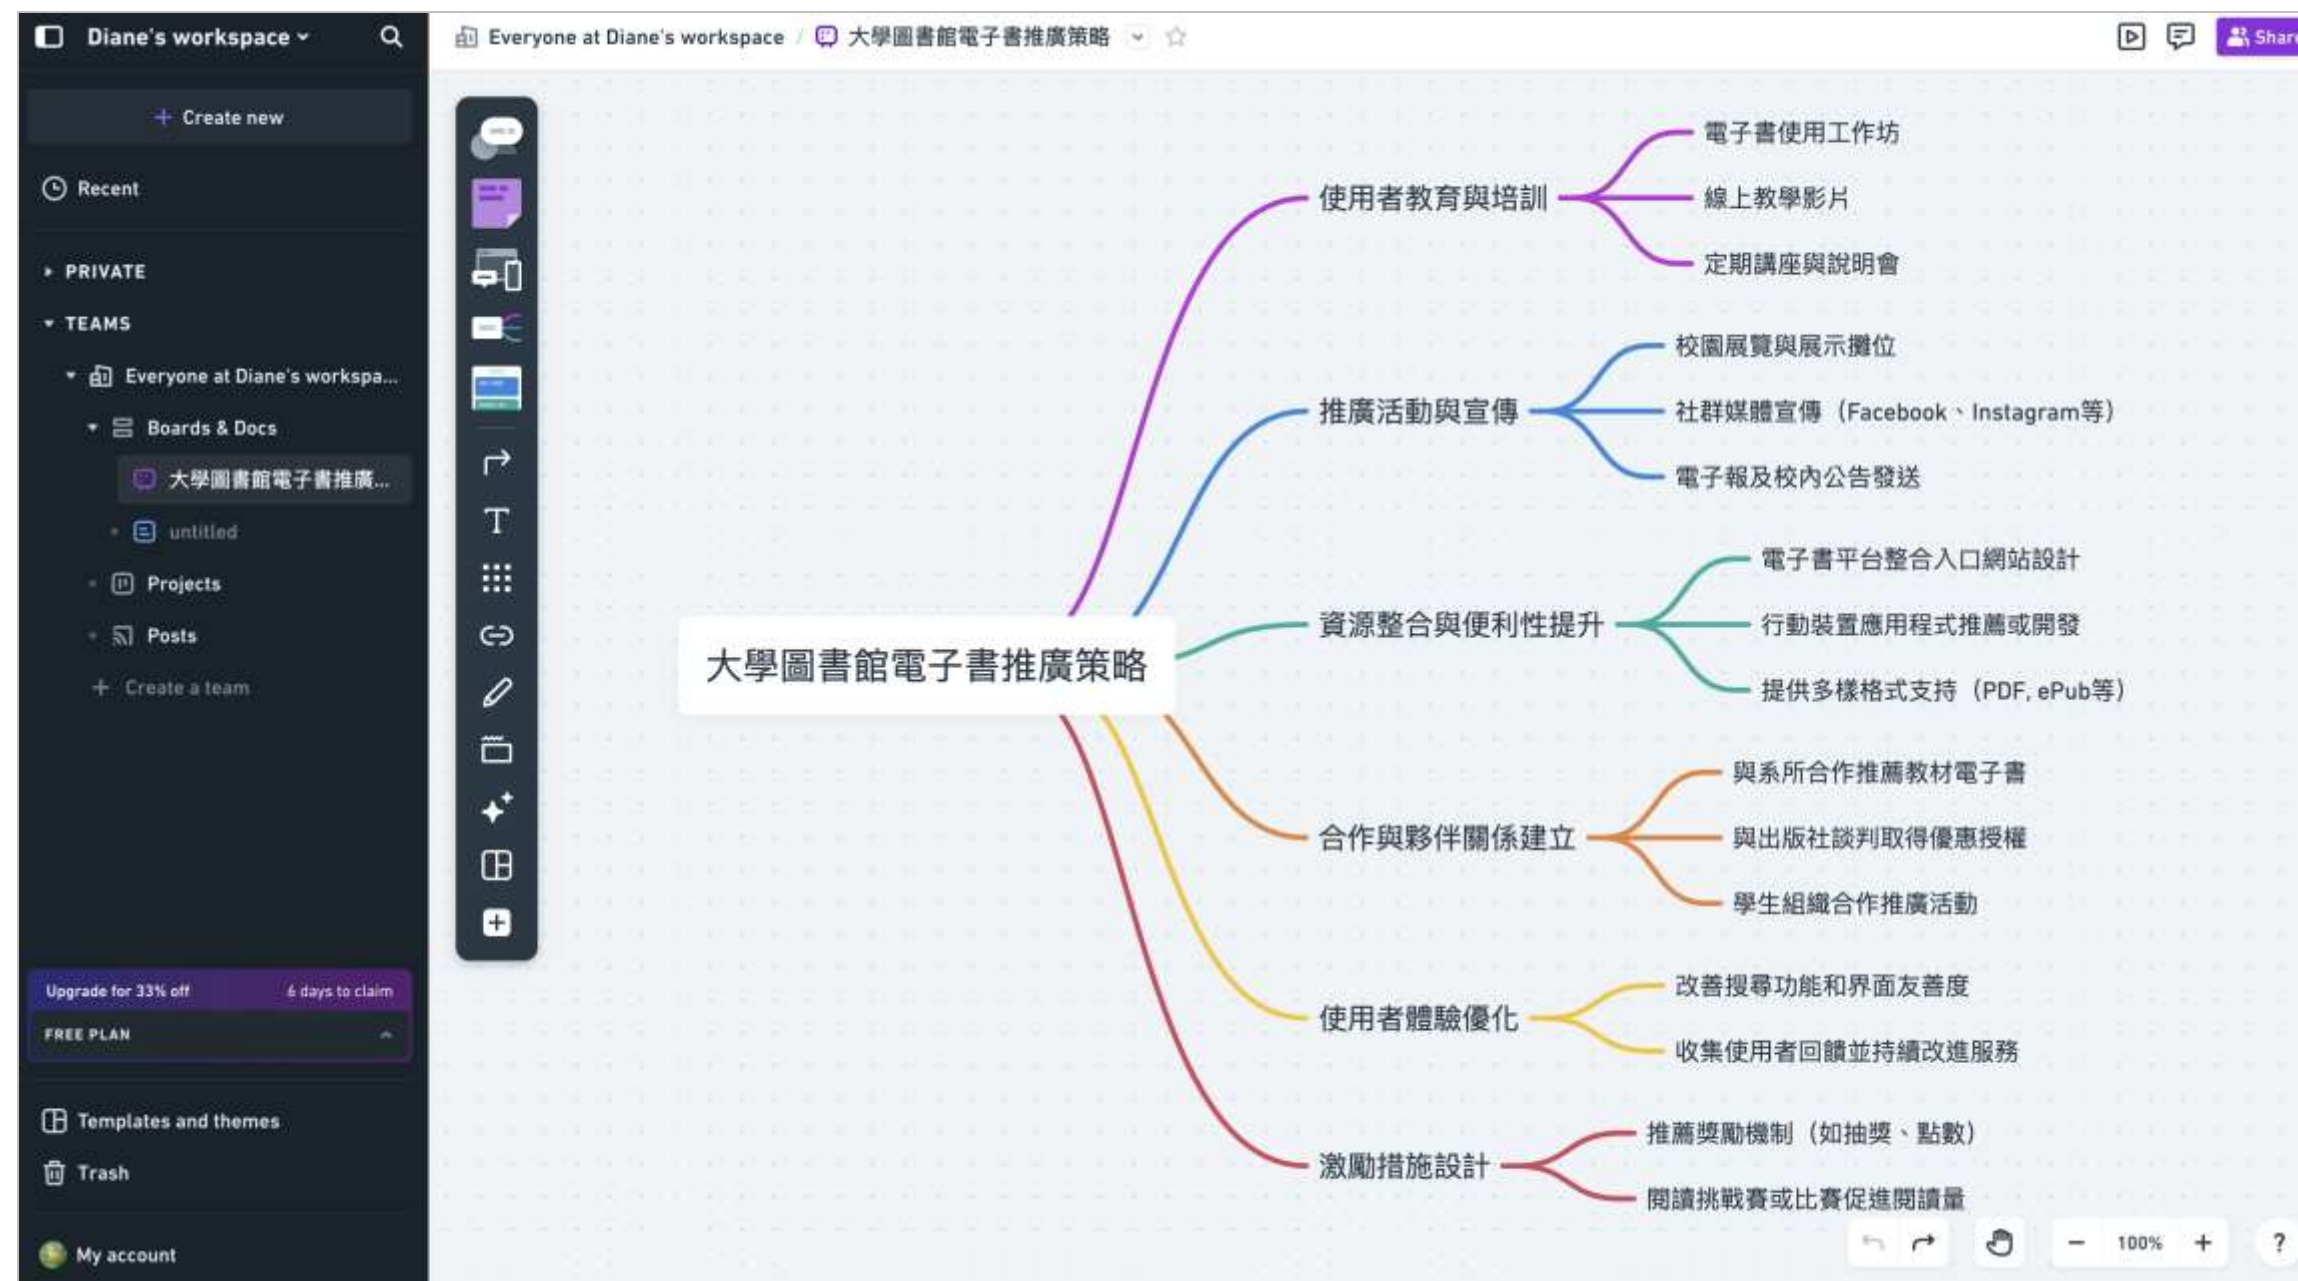 Diane's workspace
Everyone at Diane's workspace / 大學圖書館電子書推廣策略
Share
+ Create new
Recent
PRIVATE
TEAMS
Everyone at Diane's workspa...
Boards & Docs
大學圖書館電子書推廣...
untitled
Projects
Posts
+ Create a team
Upgrade for 33% off 6 days to claim
FREE PLAN
Templates and themes
Trash
My account
大學圖書館電子書推廣策略
使用者教育與培訓
電子書使用工作坊
線上教學影片
定期講座與說明會
推廣活動與宣傳
校園展覽與展示攤位
社群媒體宣傳（Facebook、Instagram等）
電子報及校內公告發送
資源整合與便利性提升
電子書平台整合入口網站設計
行動裝置應用程式推薦或開發
提供多樣格式支持（PDF, ePub等）
合作與夥伴關係建立
與系所合作推薦教材電子書
與出版社談判取得優惠授權
學生組織合作推廣活動
使用者體驗優化
改善搜尋功能和界面友善度
收集使用者回饋並持續改進服務
激勵措施設計
推薦獎勵機制（如抽獎、點數）
閱讀挑戰賽或比賽促進閱讀量
− 100% + ?